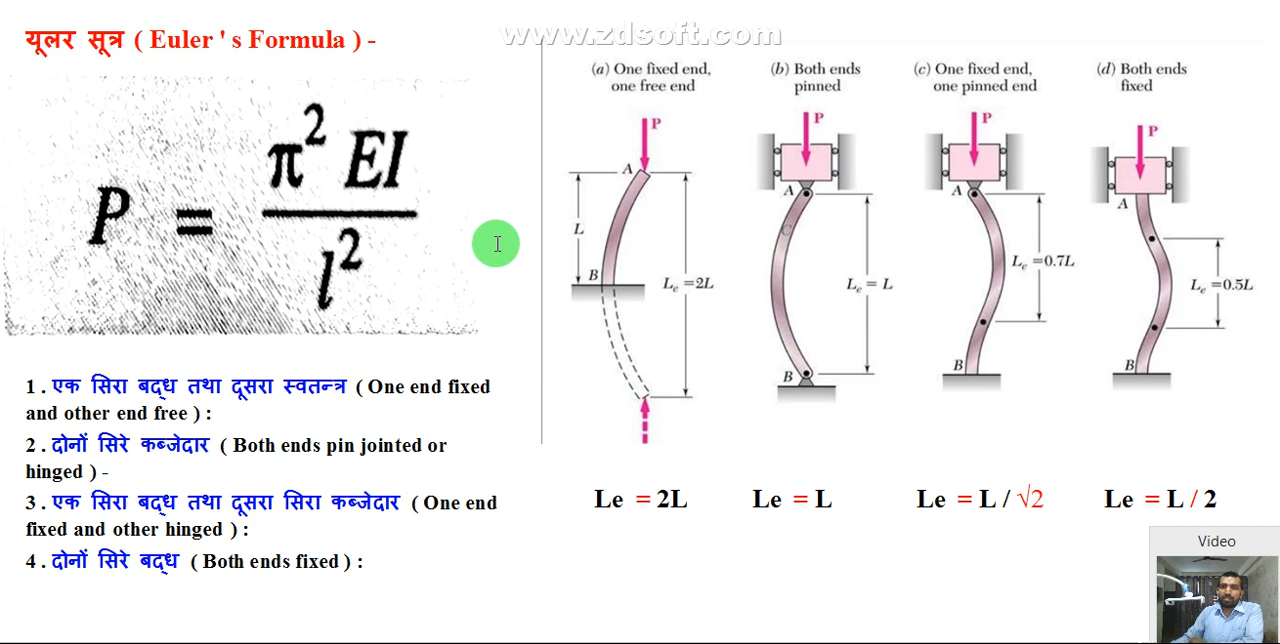 यूलर सूत्र ( Euler ' s Formula ) -
www.zdsoft.com
P = π² EI / l²
1 . एक सिरा बद्ध तथा दूसरा स्वतन्त्र ( One end fixed
and other end free ) :
2 . दोनों सिरे कब्जेदार ( Both ends pin jointed or
hinged ) -
3 . एक सिरा बद्ध तथा दूसरा सिरा कब्जेदार ( One end
fixed and other hinged ) :
4 . दोनों सिरे बद्ध ( Both ends fixed ) :
(a) One fixed end,
one free end
P
A
L
B
Le =2L
(b) Both ends
pinned
P
A
C
Le = L
B
(c) One fixed end,
one pinned end
P
A
Le =0.7L
B
(d) Both ends
fixed
P
A
Le =0.5L
B
Le = 2L
Le = L
Le = L / √2
Le = L / 2
Video